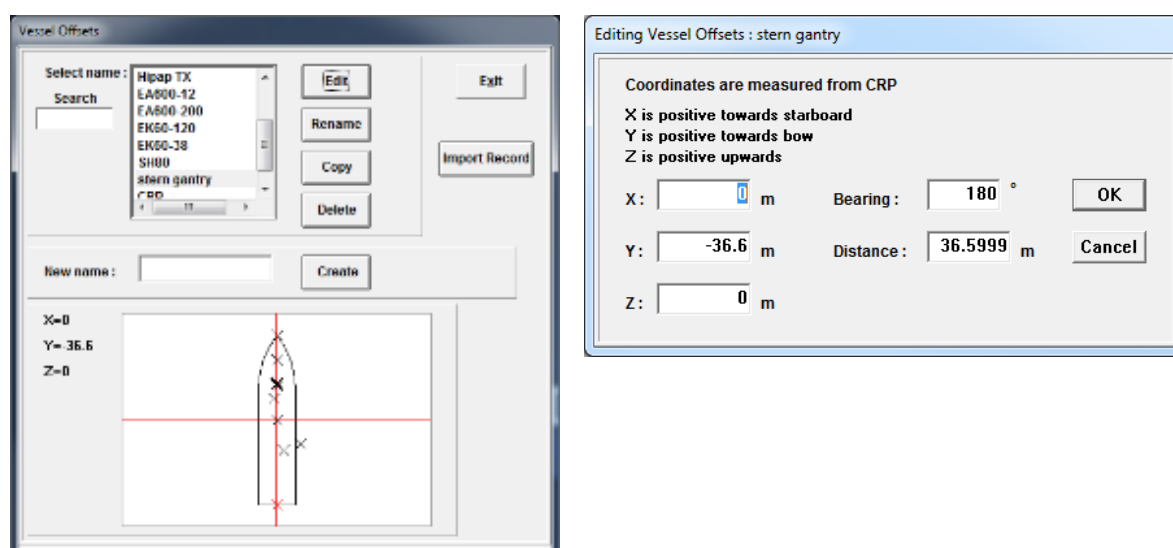 Vessel Offsets
Select name :
Search
Hipap TX
EA600-12
EA600-200
EK60-120
EK60-38
SH80
stern gantry
CRP
Edit
Rename
Copy
Delete
Exit
Import Record
New name :
Create
X=0
Y=-36.6
Z=0
Editing Vessel Offsets : stern gantry
Coordinates are measured from CRP
X is positive towards starboard
Y is positive towards bow
Z is positive upwards
X : 0 m Bearing : 180 ° OK
Y : -36.6 m Distance : 36.5999 m Cancel
Z : 0 m